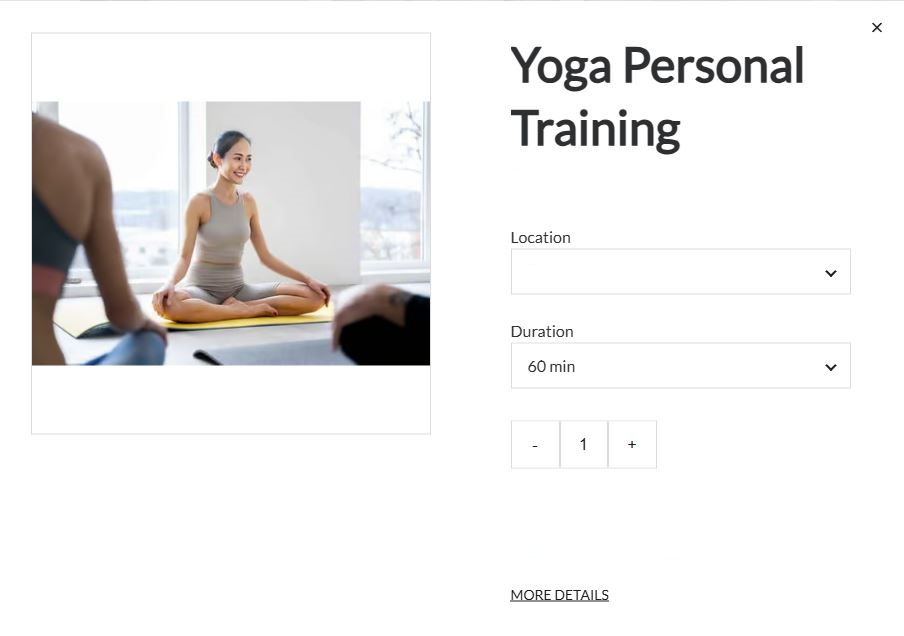 Yoga Personal
Training
Location
Duration
60 min
- 1 +
MORE DETAILS